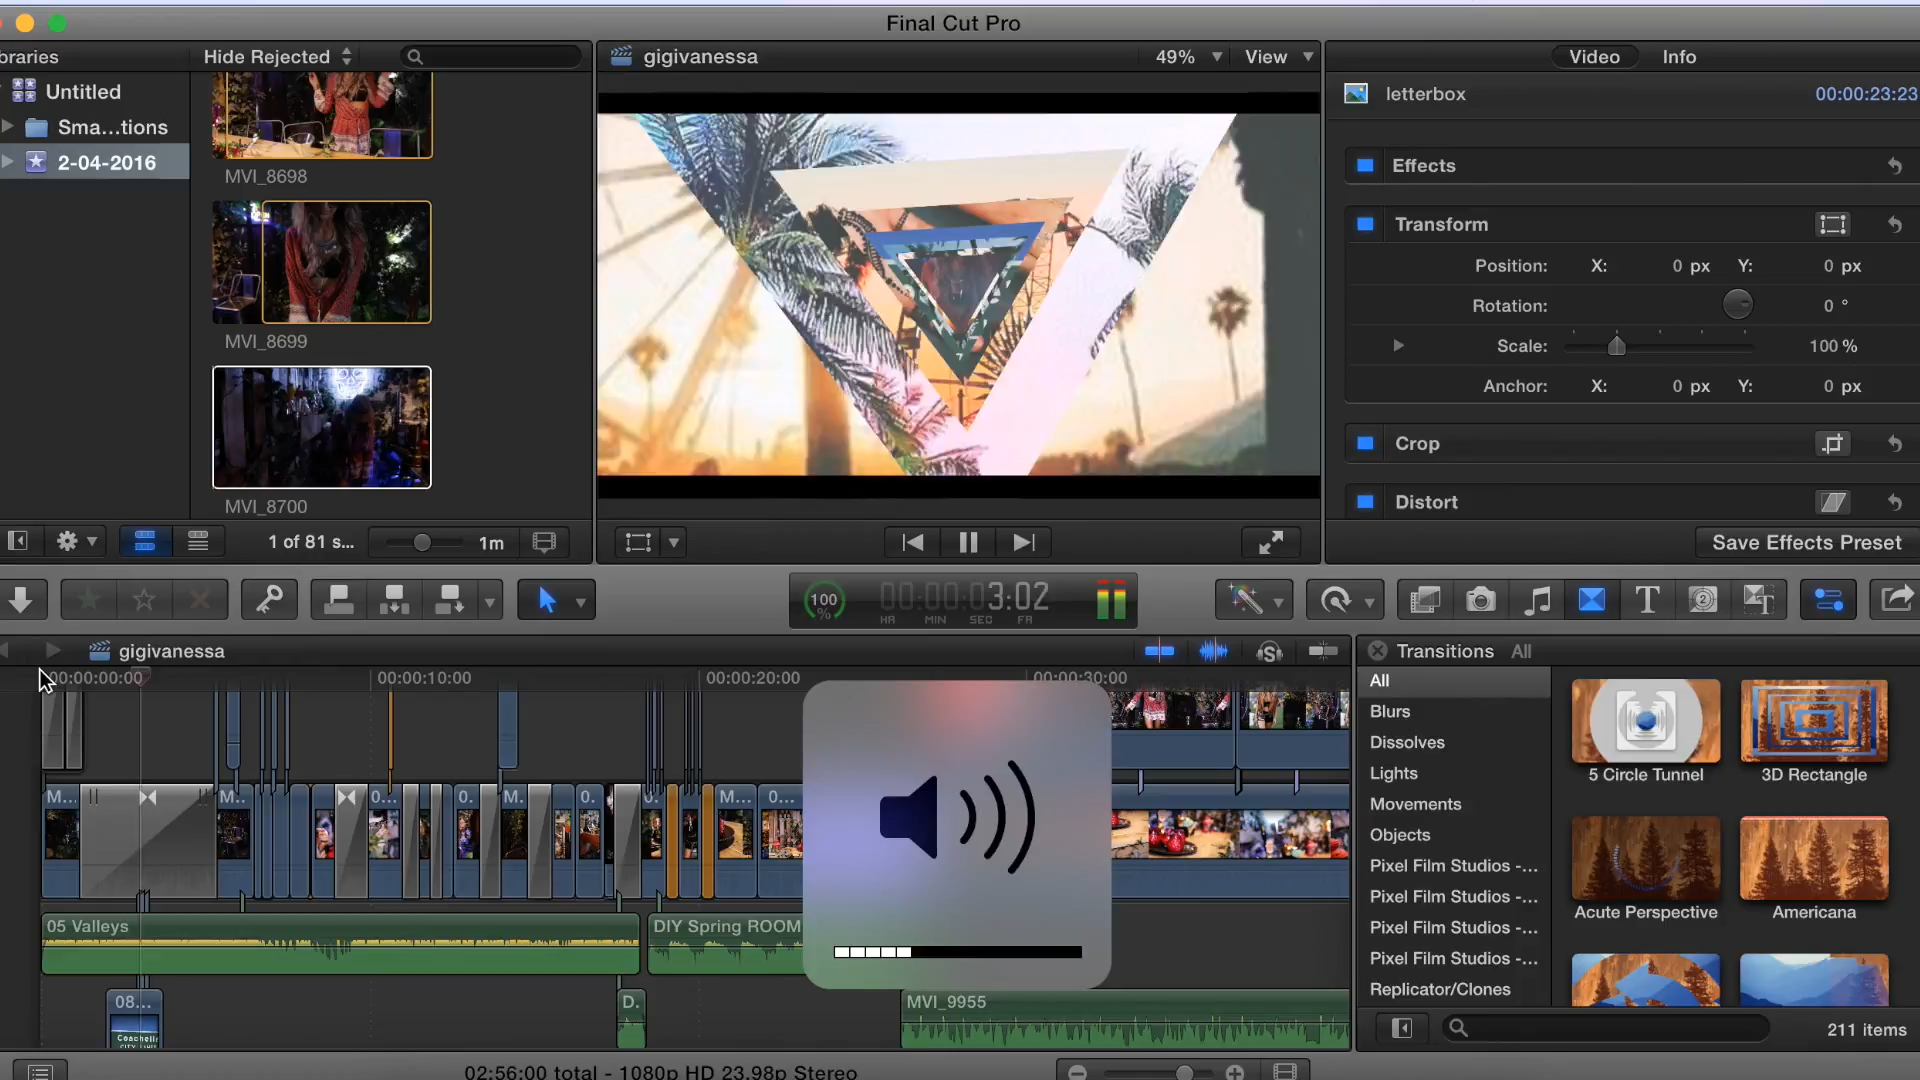 Final Cut Pro
braries
Hide Rejected
gigivanessa
49%
View
Video
Info
Untitled
Sma...tions
2-04-2016
MVI_8698
MVI_8699
MVI_8700
letterbox
00:00:23:23
Effects
Transform
Position: X: 0 px Y: 0 px
Rotation: 0 °
Scale: 100 %
Anchor: X: 0 px Y: 0 px
Crop
Distort
1 of 81 s...
1m
Save Effects Preset
100 %
00:00:03:02
HR MIN SEC FR
gigivanessa
00:00:00:00
00:00:10:00
00:00:20:00
00:00:30:00
M...
M..
0...
0.
M.
0.
0.
M...
0...
05 Valleys
DIY Spring ROOM
08...
D.
MVI_9955
Coachell
CITY LIMIT
02:56:00 total - 1080p HD 23.98p Stereo
Transitions All
All
Blurs
Dissolves
Lights
Movements
Objects
Pixel Film Studios -...
Pixel Film Studios -...
Pixel Film Studios -...
Pixel Film Studios -...
Replicator/Clones
5 Circle Tunnel
3D Rectangle
Acute Perspective
Americana
211 items